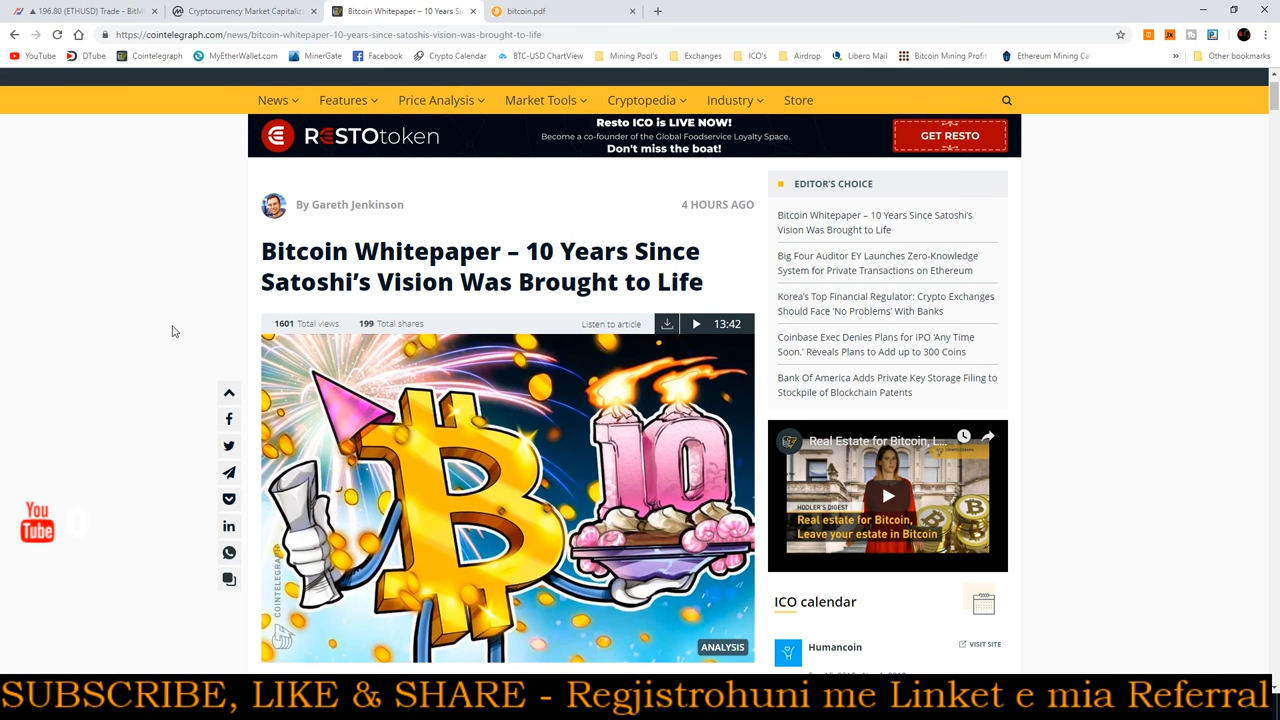 ▲ 196.80 (ETHUSD) Trade - BitM
Cryptocurrency Market Capitaliz
Bitcoin Whitepaper – 10 Years Sin
bitcoin.pdf
https://cointelegraph.com/news/bitcoin-whitepaper-10-years-since-satoshis-vision-was-brought-to-life
YouTube
DTube
Cointelegraph
MyEtherWallet.com
MinerGate
Facebook
Crypto Calendar
BTC-USD ChartView
Mining Pool's
Exchanges
ICO's
Airdrop
Libero Mail
Bitcoin Mining Profit
Ethereum Mining Ca
»
Other bookmarks
News
Features
Price Analysis
Market Tools
Cryptopedia
Industry
Store
RESTOtoken
Resto ICO is LIVE NOW!
Become a co-founder of the Global Foodservice Loyalty Space.
Don't miss the boat!
GET RESTO
By Gareth Jenkinson
4 HOURS AGO
Bitcoin Whitepaper – 10 Years Since
Satoshi’s Vision Was Brought to Life
1601 Total views
199 Total shares
Listen to article
13:42
10
COINTELEGRAPH
ANALYSIS
EDITOR’S CHOICE
Bitcoin Whitepaper – 10 Years Since Satoshi’s
Vision Was Brought to Life
Big Four Auditor EY Launches Zero-Knowledge
System for Private Transactions on Ethereum
Korea’s Top Financial Regulator: Crypto Exchanges
Should Face ‘No Problems’ With Banks
Coinbase Exec Denies Plans for IPO ‘Any Time
Soon,’ Reveals Plans to Add up to 300 Coins
Bank Of America Adds Private Key Storage Filing to
Stockpile of Blockchain Patents
Real Estate for Bitcoin, L...
HODLER'S DIGEST
Real estate for Bitcoin,
Leave your estate in Bitcoin
ICO calendar
Humancoin
VISIT SITE
You
Tube
SUBSCRIBE, LIKE & SHARE - Regjistrohuni me Linket e mia Referral